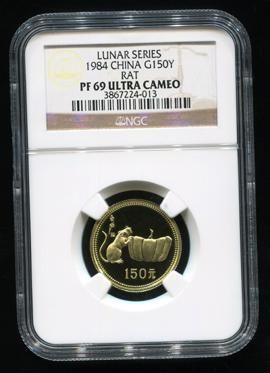 LUNAR SERIES
1984 CHINA G150Y
RAT
PF 69 ULTRA CAMEO
3867224-013
NGC
150元